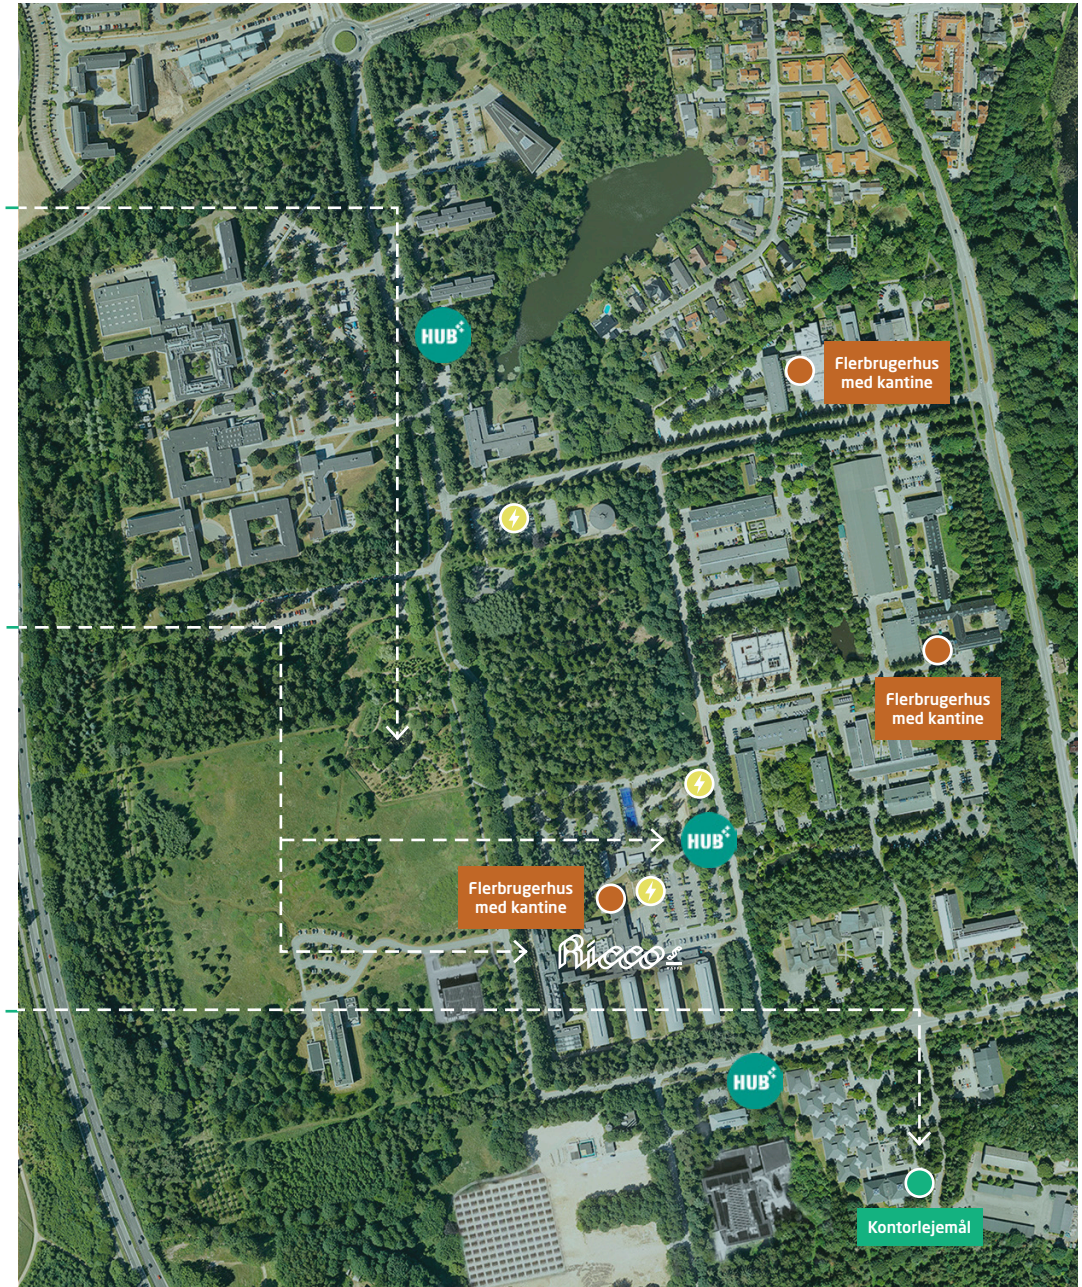 HUB
Flerbrugerhus
med kantine
Flerbrugerhus
med kantine
HUB
Flerbrugerhus
med kantine
Riccos
HUB
Kontorlejemål